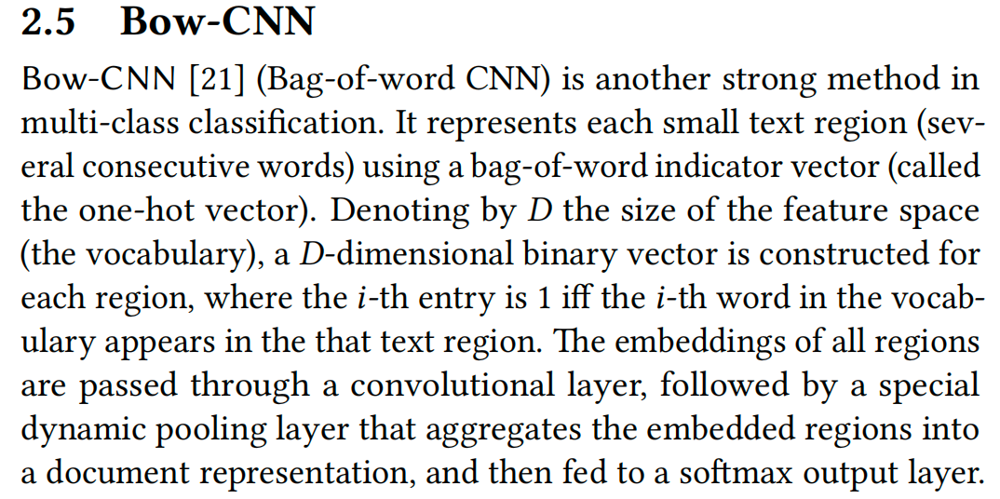 2.5 Bow-CNN
Bow-CNN [21] (Bag-of-word CNN) is another strong method in
multi-class classification. It represents each small text region (sev-
eral consecutive words) using a bag-of-word indicator vector (called
the one-hot vector). Denoting by D the size of the feature space
(the vocabulary), a D-dimensional binary vector is constructed for
each region, where the i-th entry is 1 iff the i-th word in the vocab-
ulary appears in the that text region. The embeddings of all regions
are passed through a convolutional layer, followed by a special
dynamic pooling layer that aggregates the embedded regions into
a document representation, and then fed to a softmax output layer.